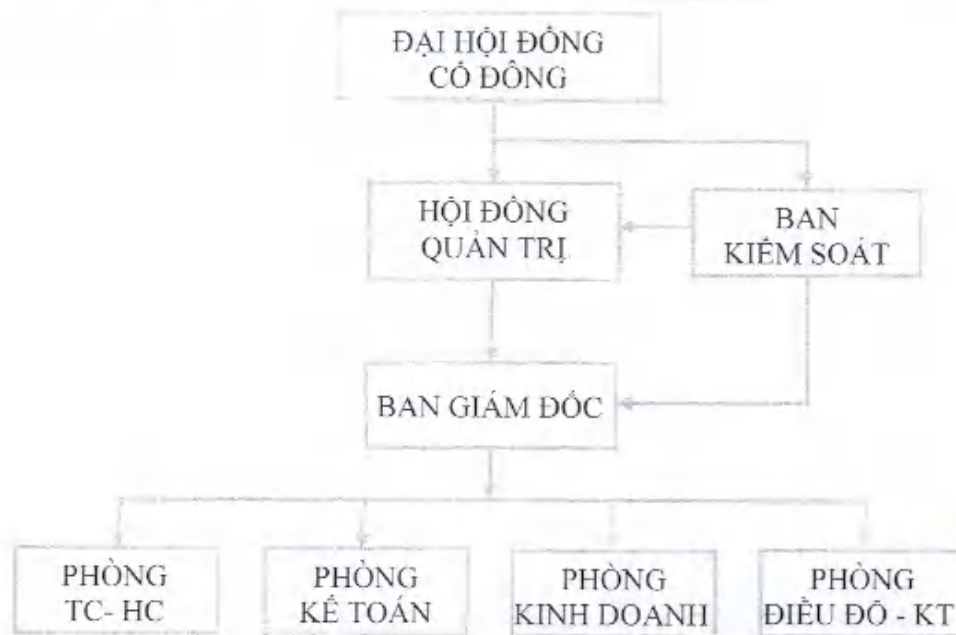 ĐẠI HỘI ĐỒNG
CỔ ĐÔNG
HỘI ĐỒNG
QUẢN TRỊ
BAN
KIỂM SOÁT
BAN GIÁM ĐỐC
PHÒNG
TC- HC
PHÒNG
KẾ TOÁN
PHÒNG
KINH DOANH
PHÒNG
ĐIỀU ĐÔ - KT